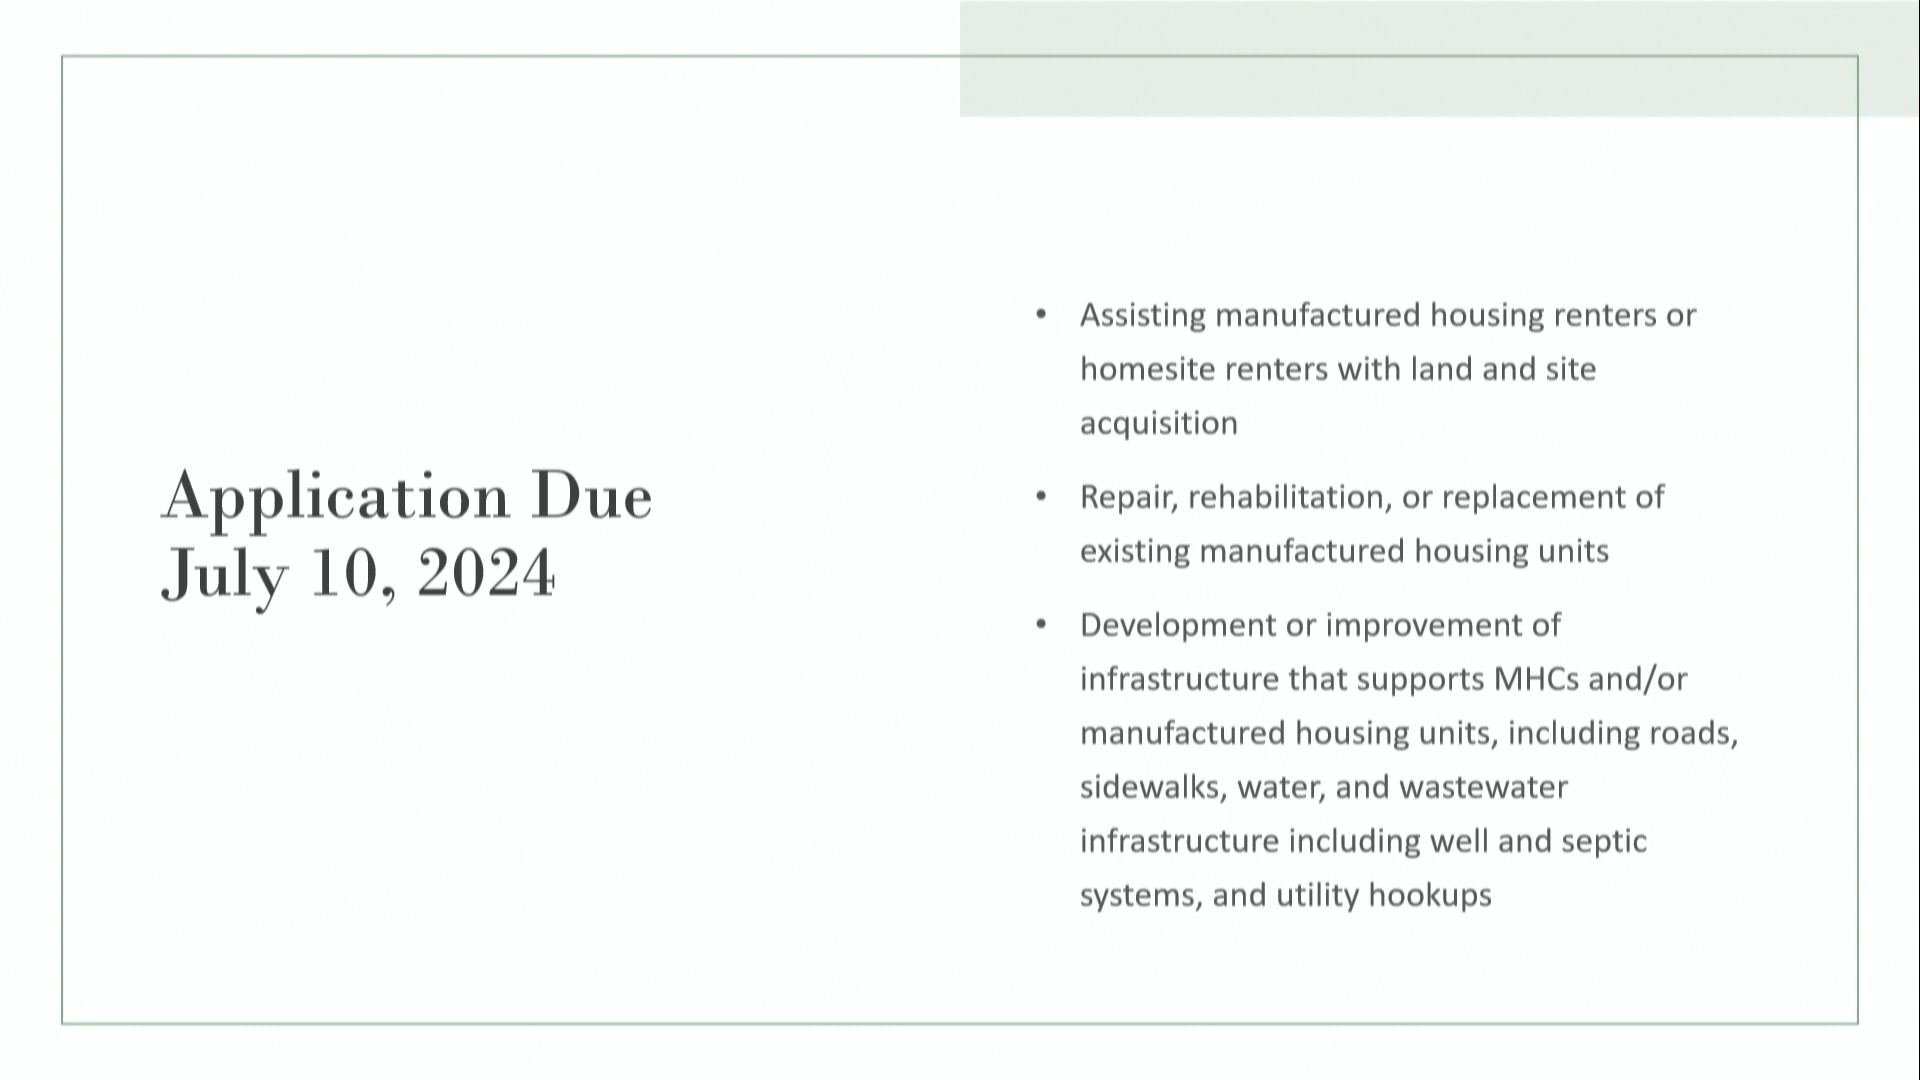 Application Due
July 10, 2024
• Assisting manufactured housing renters or
homesite renters with land and site
acquisition
• Repair, rehabilitation, or replacement of
existing manufactured housing units
• Development or improvement of
infrastructure that supports MHCs and/or
manufactured housing units, including roads,
sidewalks, water, and wastewater
infrastructure including well and septic
systems, and utility hookups